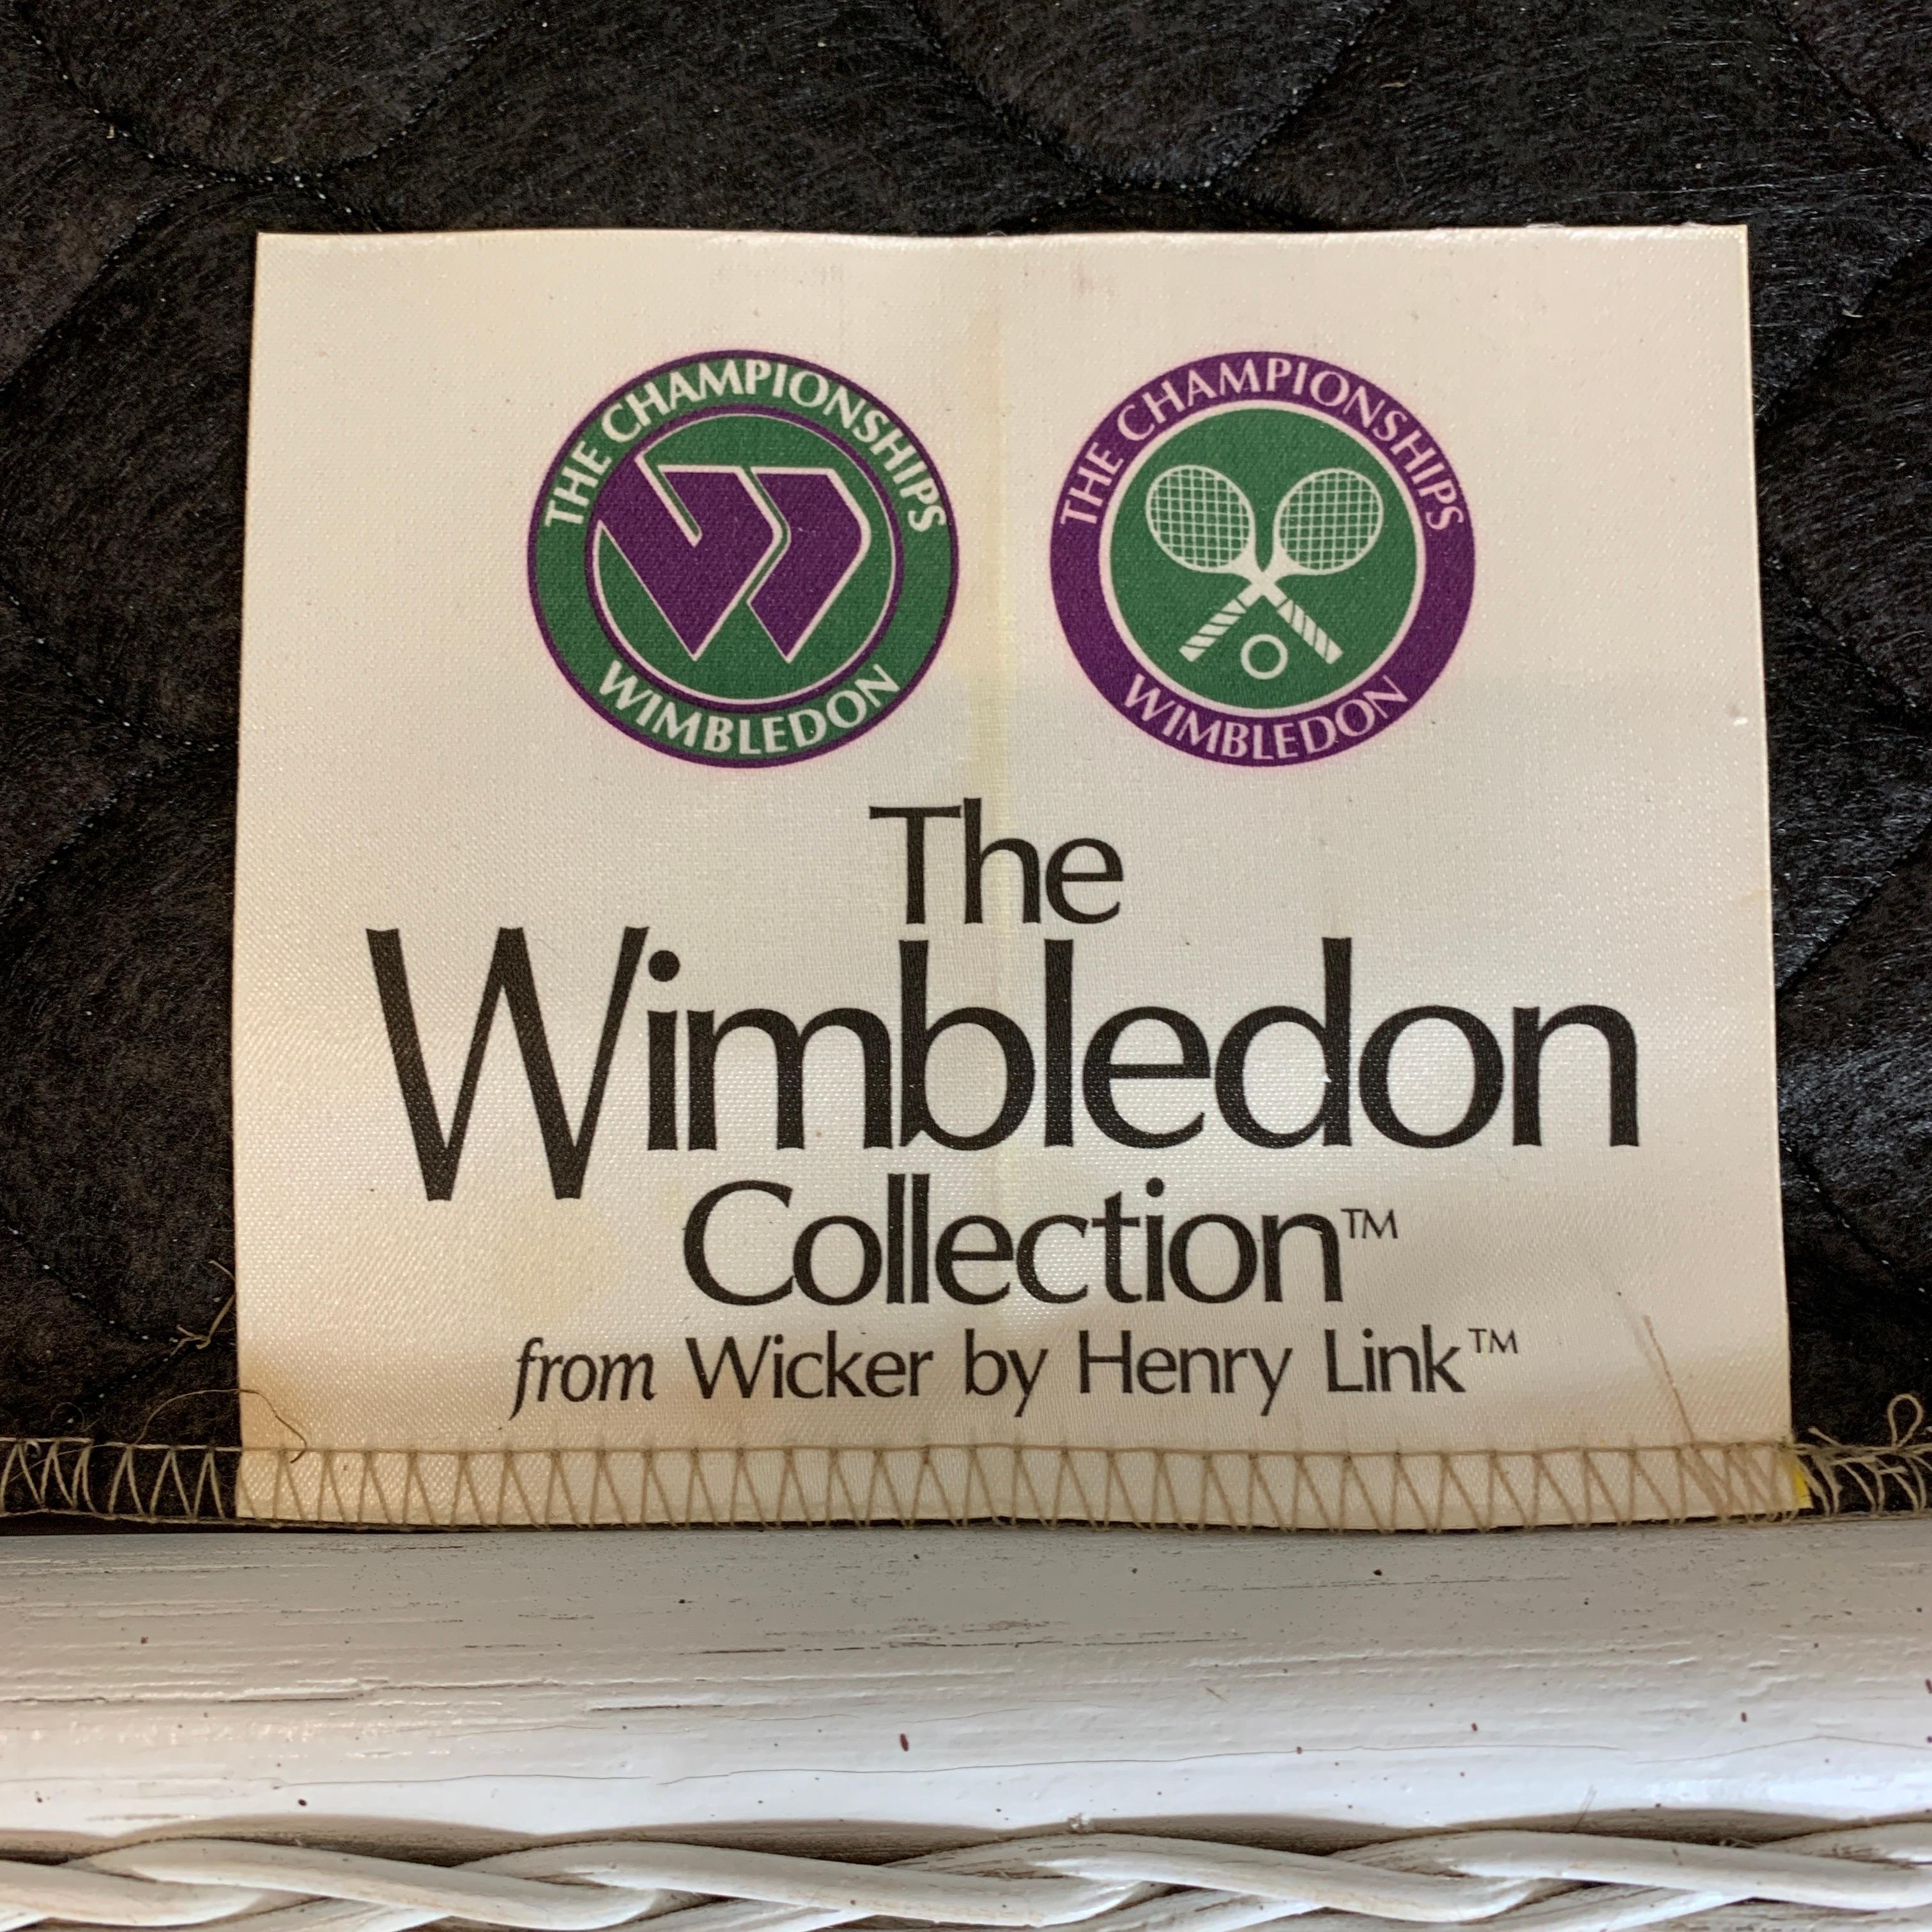 THE CHAMPIONSHIPS
WIMBLEDON
THE CHAMPIONSHIPS
WIMBLEDON
The
Wimbledon
Collection™
from Wicker by Henry Link™